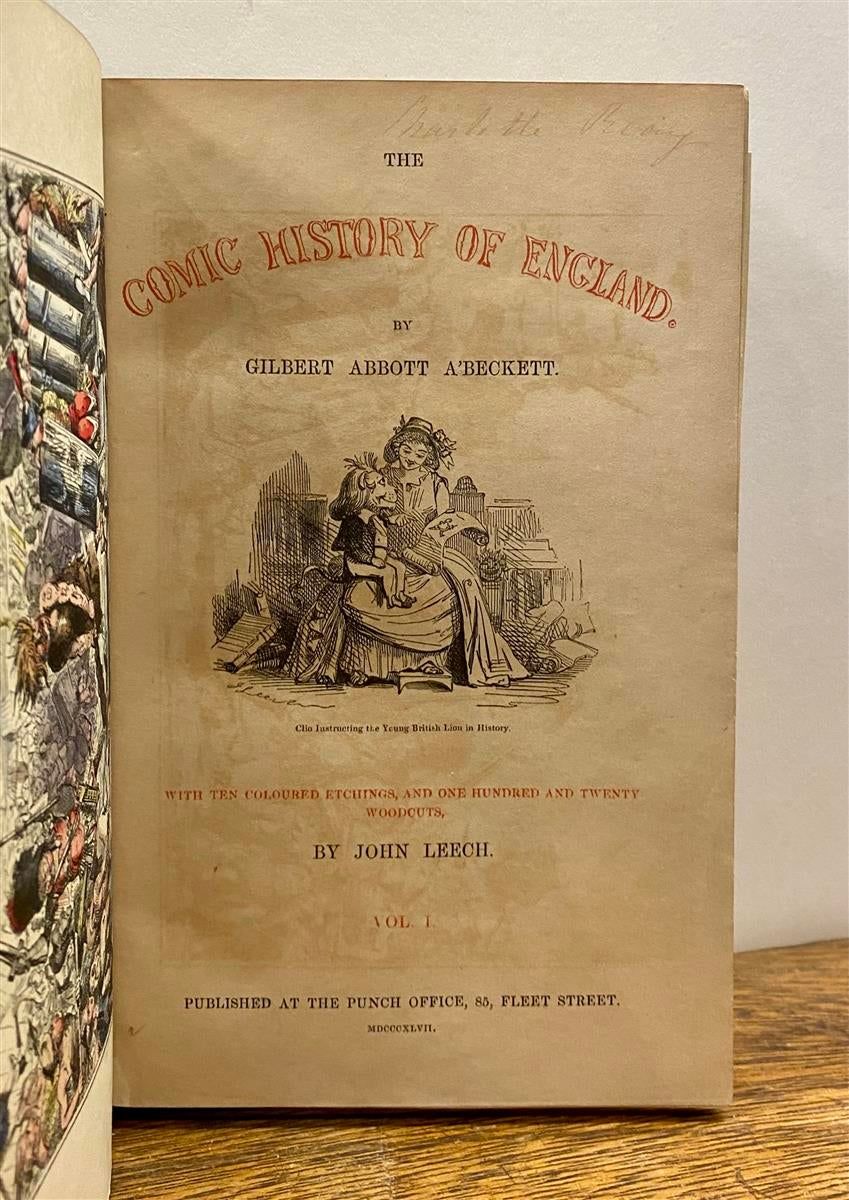 Charlotte
THE
COMIC HISTORY OF ENGLAND.
BY
GILBERT ABBOTT A'BECKETT.
Clio Instructing the Young British Lion in History.
WITH TEN COLOURED ETCHINGS, AND ONE HUNDRED AND TWENTY
WOODCUTS,
BY JOHN LEECH.
VOL. I.
PUBLISHED AT THE PUNCH OFFICE, 85, FLEET STREET.
MDCCCXLVII.